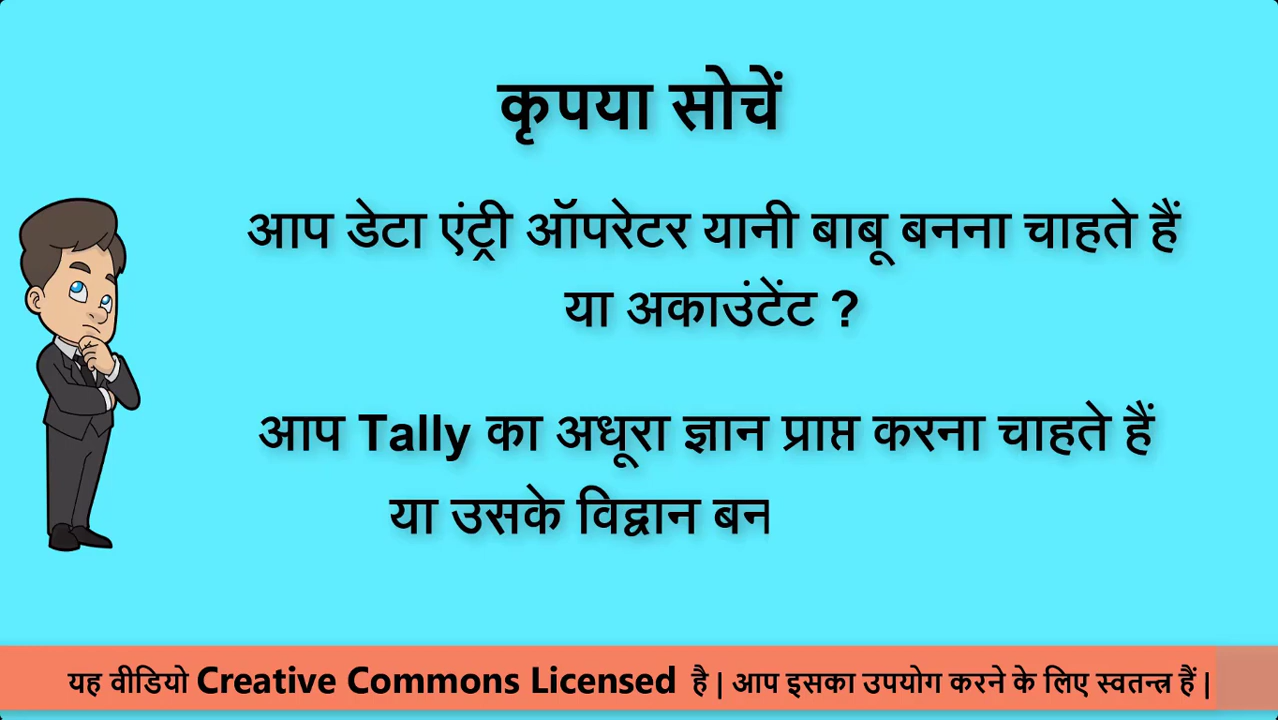 कृपया सोचें
आप डेटा एंट्री ऑपरेटर यानी बाबू बनना चाहते हैं
या अकाउंटेंट ?
आप Tally का अधूरा ज्ञान प्राप्त करना चाहते हैं
या उसके विद्वान बन
यह वीडियो Creative Commons Licensed है | आप इसका उपयोग करने के लिए स्वतन्त्र हैं |